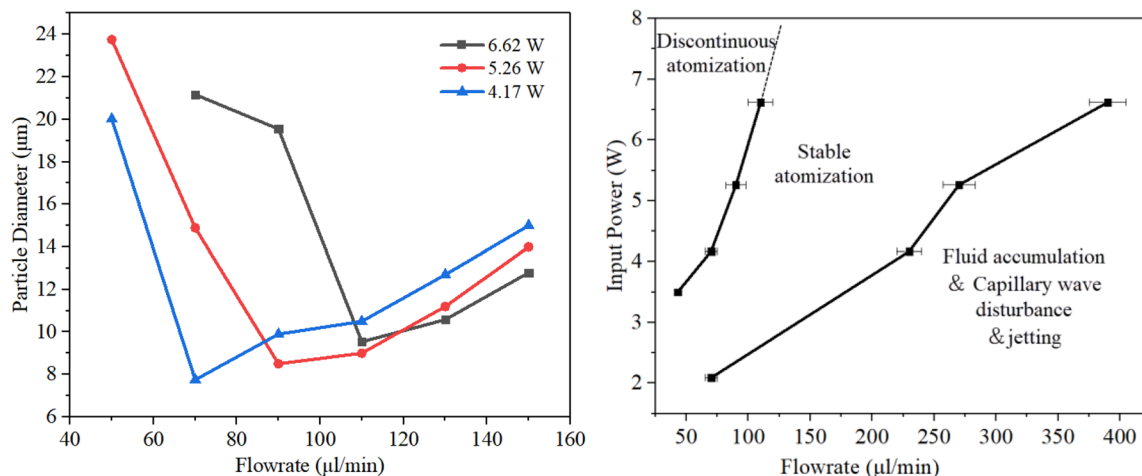 24
22
20
18
16
14
12
10
8
6
Particle Diameter (μm)
6.62 W
5.26 W
4.17 W
40
60
80
100
120
140
160
Flowrate (μl/min)
8
7
6
5
4
3
2
Input Power (W)
Discontinuous
atomization
Stable
atomization
Fluid accumulation
& Capillary wave
disturbance
&jetting
50
100
150
200
250
300
350
400
Flowrate (μl/min)